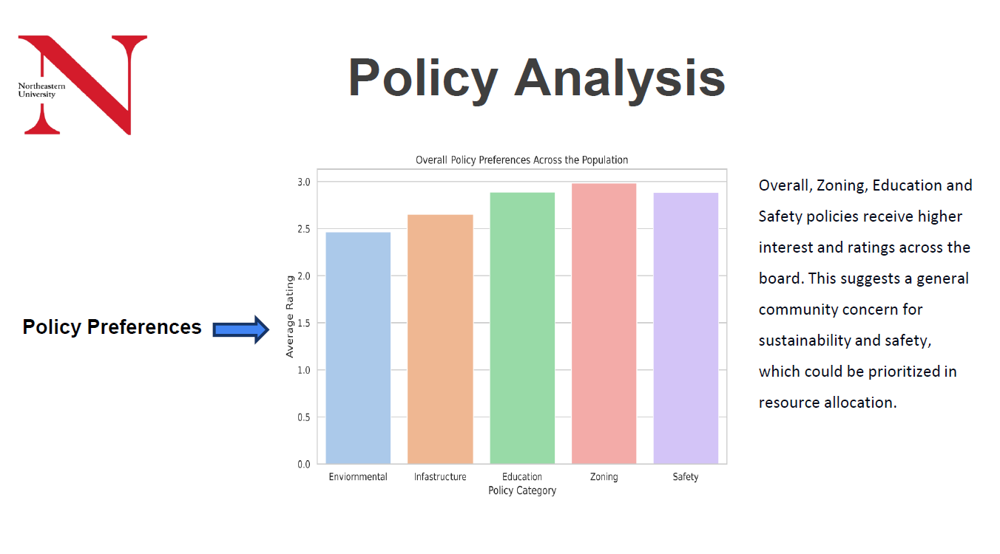 Northeastern
University
Policy Analysis
Policy Preferences
Overall Policy Preferences Across the Population
Average Rating
3.0
2.5
2.0
1.5
1.0
0.5
0.0
Enviornmental Infastructure Education Zoning Safety
Policy Category
Overall, Zoning, Education and
Safety policies receive higher
interest and ratings across the
board. This suggests a general
community concern for
sustainability and safety,
which could be prioritized in
resource allocation.